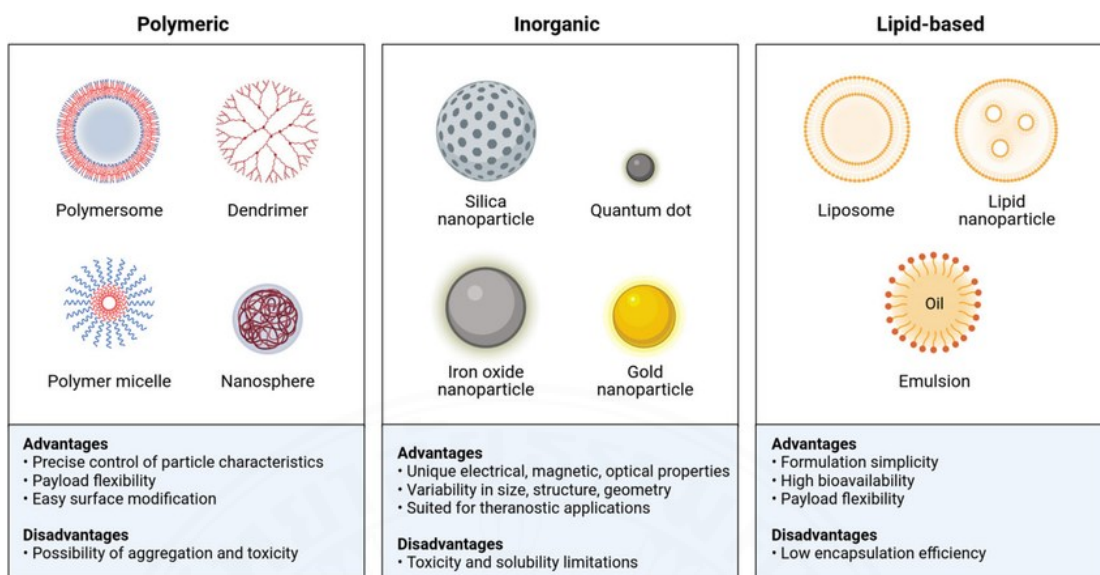 Polymeric
Polymersome
Dendrimer
Polymer micelle
Nanosphere
Advantages
• Precise control of particle characteristics
• Payload flexibility
• Easy surface modification
Disadvantages
• Possibility of aggregation and toxicity
Inorganic
Silica
nanoparticle
Quantum dot
Iron oxide
nanoparticle
Gold
nanoparticle
Advantages
• Unique electrical, magnetic, optical properties
• Variability in size, structure, geometry
• Suited for theranostic applications
Disadvantages
• Toxicity and solubility limitations
Lipid-based
Liposome
Lipid
nanoparticle
Oil
Emulsion
Advantages
• Formulation simplicity
• High bioavailability
• Payload flexibility
Disadvantages
• Low encapsulation efficiency